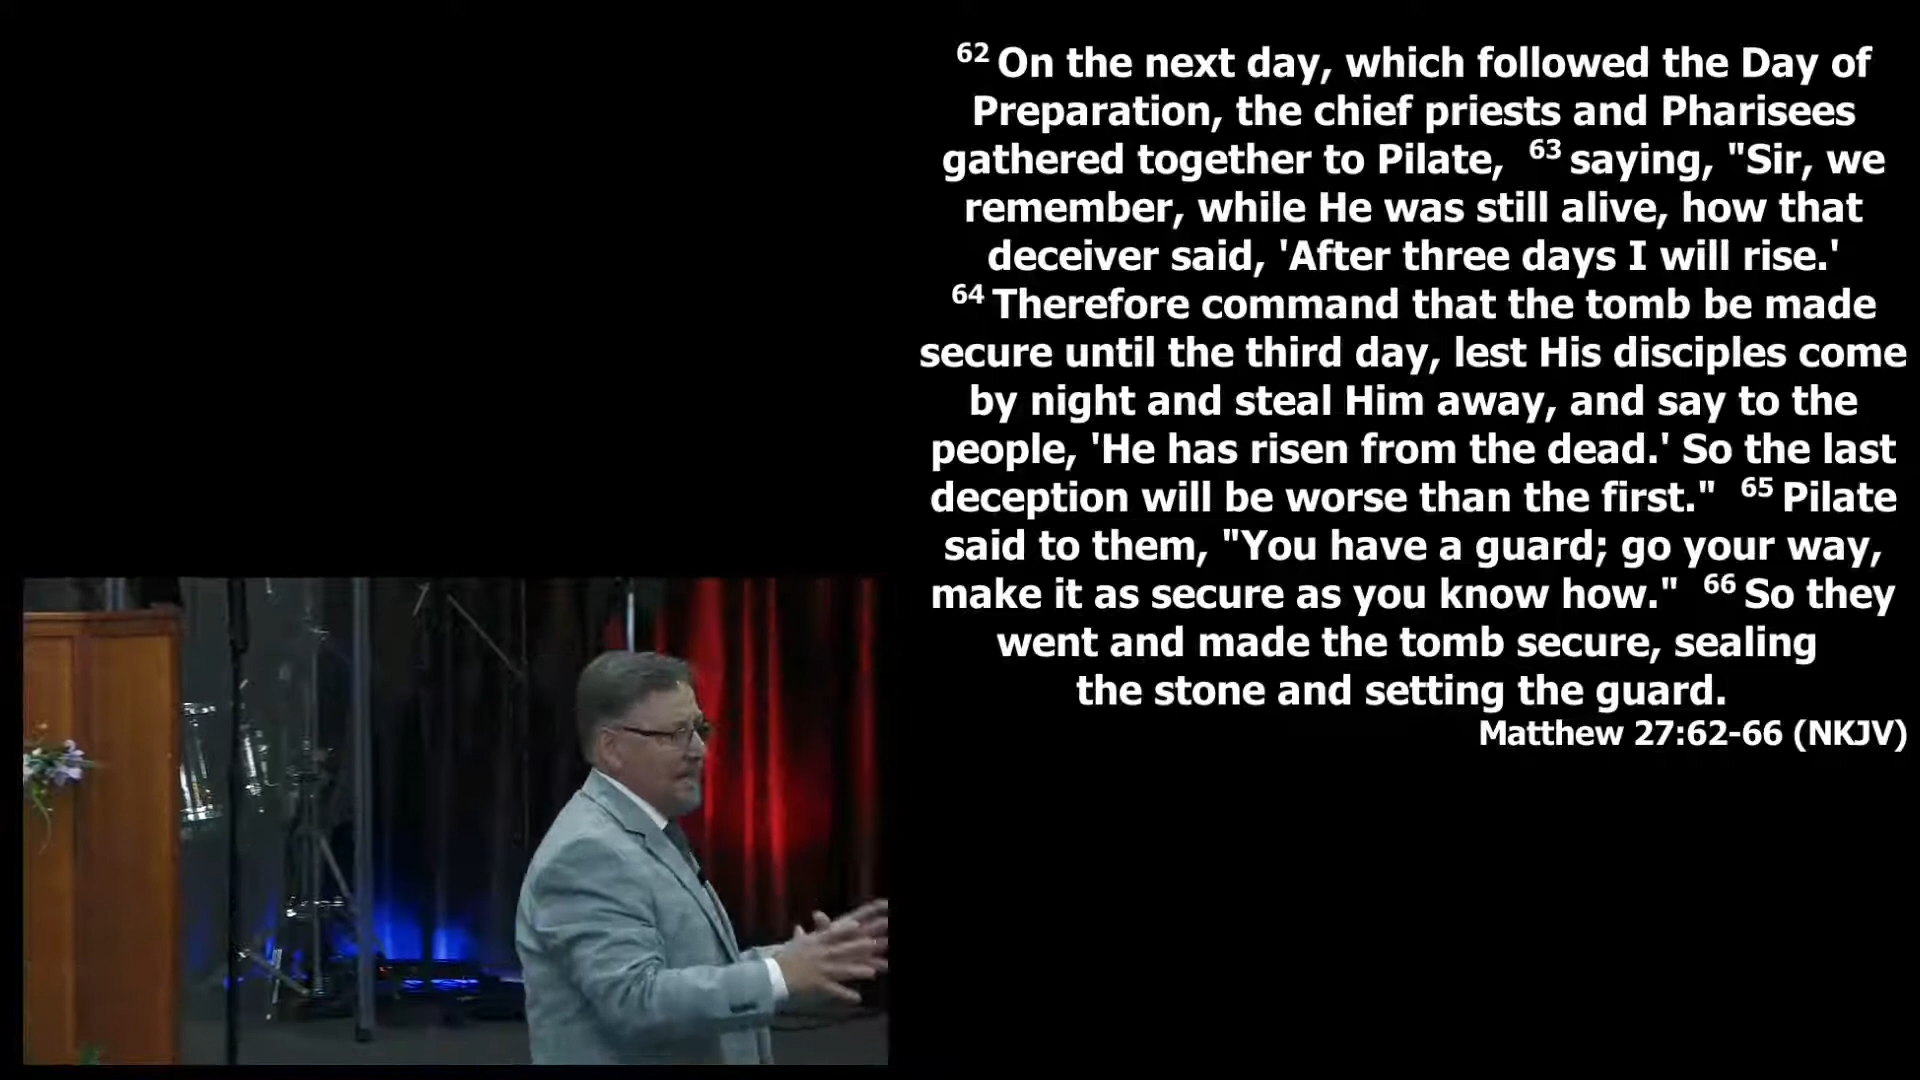 62 On the next day, which followed the Day of
Preparation, the chief priests and Pharisees
gathered together to Pilate, 63 saying, "Sir, we
remember, while He was still alive, how that
deceiver said, 'After three days I will rise.'
64 Therefore command that the tomb be made
secure until the third day, lest His disciples come
by night and steal Him away, and say to the
people, 'He has risen from the dead.' So the last
deception will be worse than the first." 65 Pilate
said to them, "You have a guard; go your way,
make it as secure as you know how." 66 So they
went and made the tomb secure, sealing
the stone and setting the guard.
Matthew 27:62-66 (NKJV)